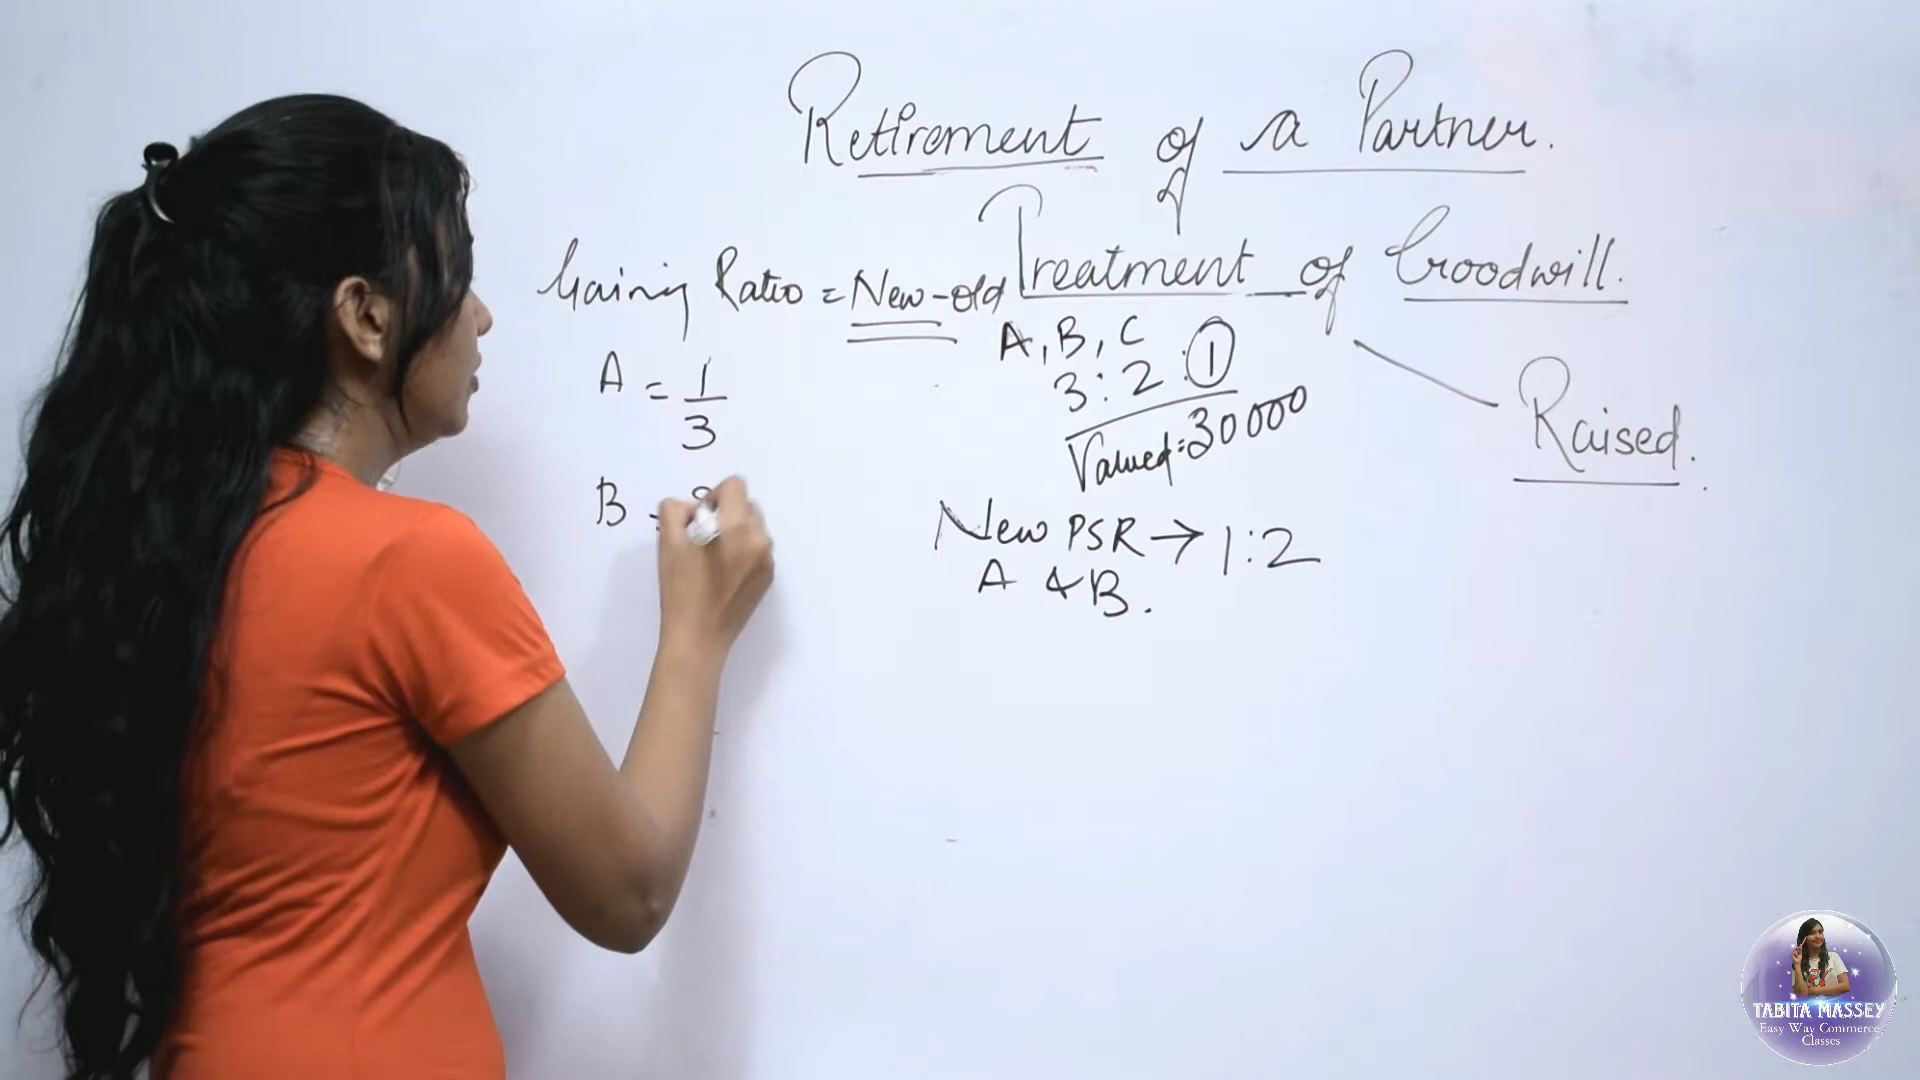 Retirement of a Partner.
Treatment of Goodwill.
Gaining Ratio = New - old
A, B, C
3 : 2 : 1
Valued = 30000
Raised.
A = 1/3
B =
New PSR → 1:2
A & B.
TABITA MASSEY
Easy Way Commerce
Classes